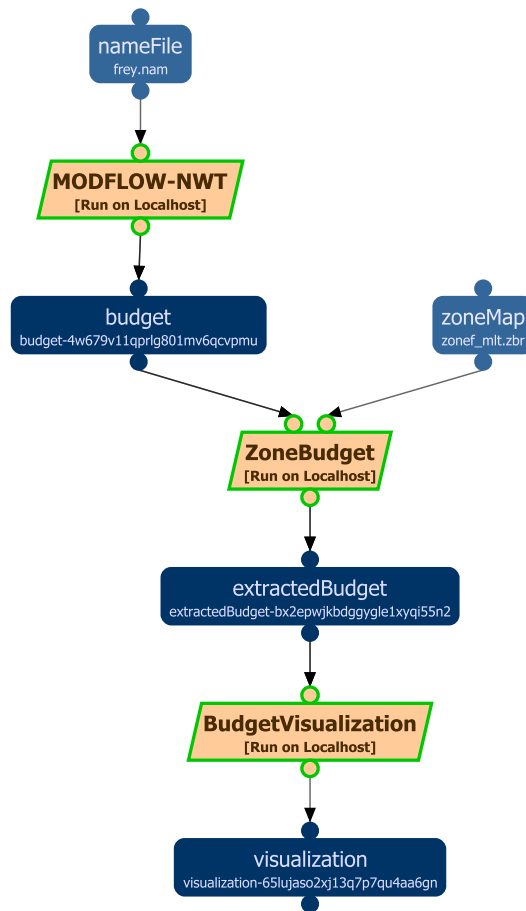 nameFile
frey.nam
MODFLOW-NWT
[Run on Localhost]
budget
budget-4w679v11qprlg801mv6qcvpmu
zoneMap
zonef_mlt.zbr
ZoneBudget
[Run on Localhost]
extractedBudget
extractedBudget-bx2epwjkbdggygle1xyqi55n2
BudgetVisualization
[Run on Localhost]
visualization
visualization-65lujaso2xj13q7p7qu4aa6gn